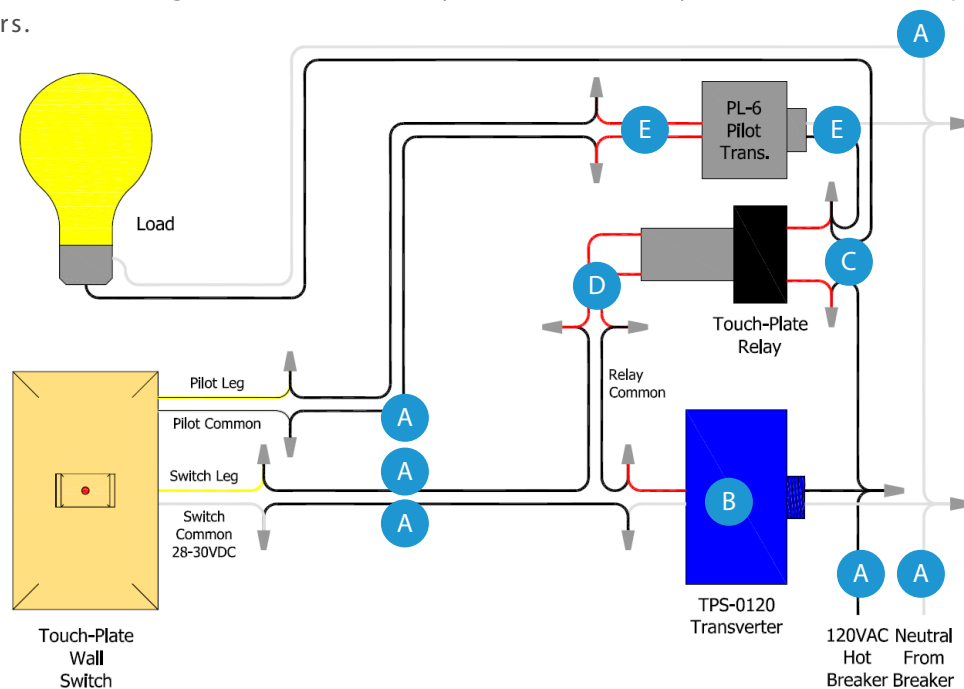 rs.
A
PL-6
Pilot
Trans.
E
E
Load
C
D
Touch-Plate
Relay
Pilot Leg
Relay
Common
Pilot Common
A
Switch Leg
A
Switch
Common
28-30VDC
A
B
A
A
TPS-0120
Transverter
Touch-Plate
Wall
Switch
120VAC
Hot
Breaker
Neutral
From
Breaker